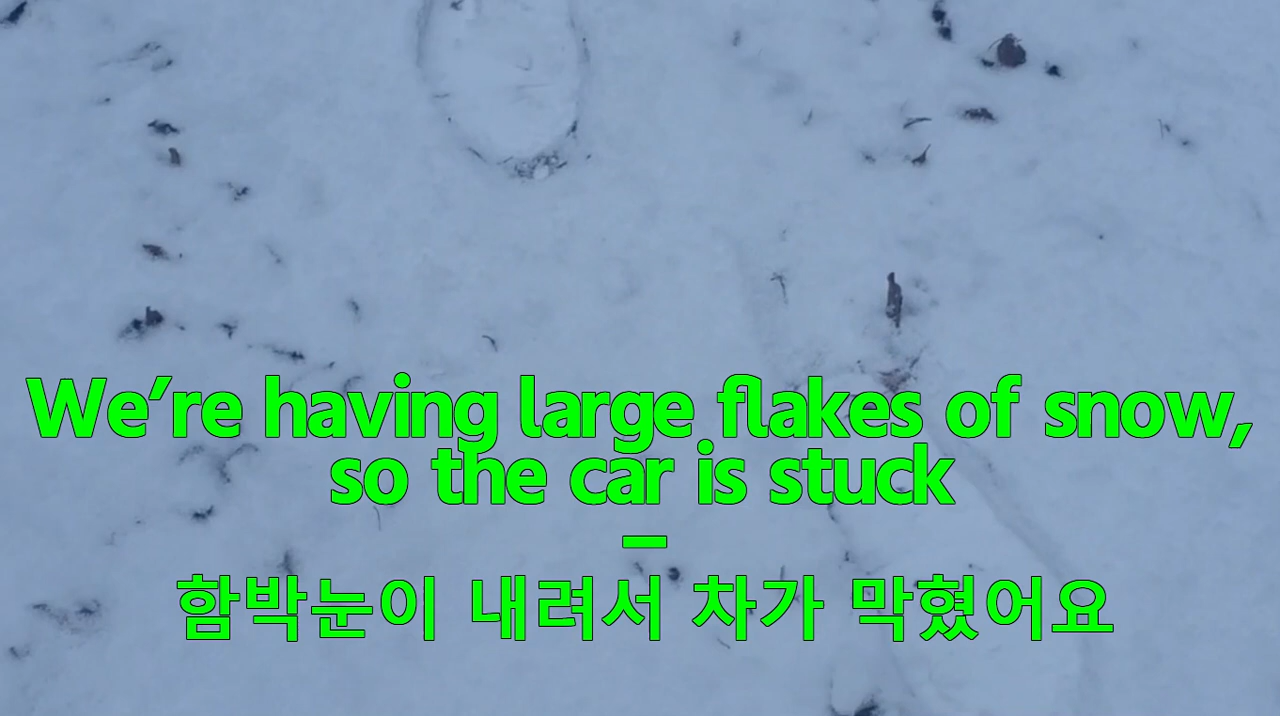 We’re having large flakes of snow,
so the car is stuck
–
함박눈이 내려서 차가 막혔어요